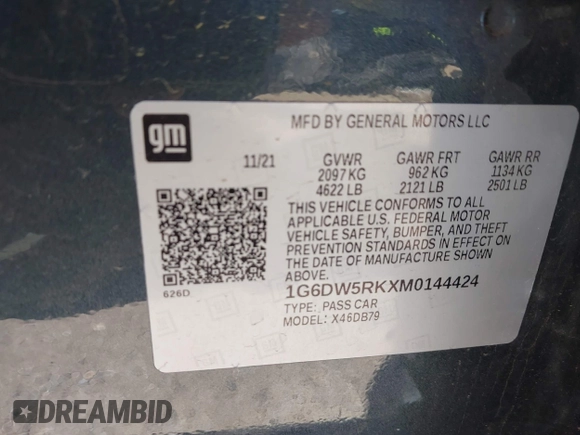 gm
MFD BY GENERAL MOTORS LLC
11/21 GVWR GAWR FRT GAWR RR
2097 KG 962 KG 1134 KG
4622 LB 2121 LB 2501 LB
THIS VEHICLE CONFORMS TO ALL
APPLICABLE U.S. FEDERAL MOTOR
VEHICLE SAFETY, BUMPER, AND THEFT
PREVENTION STANDARDS IN EFFECT ON
THE DATE OF MANUFACTURE SHOWN
ABOVE.
626D
1G6DW5RKXM0144424
TYPE: PASS CAR
MODEL: X46DB79
DREAMBID